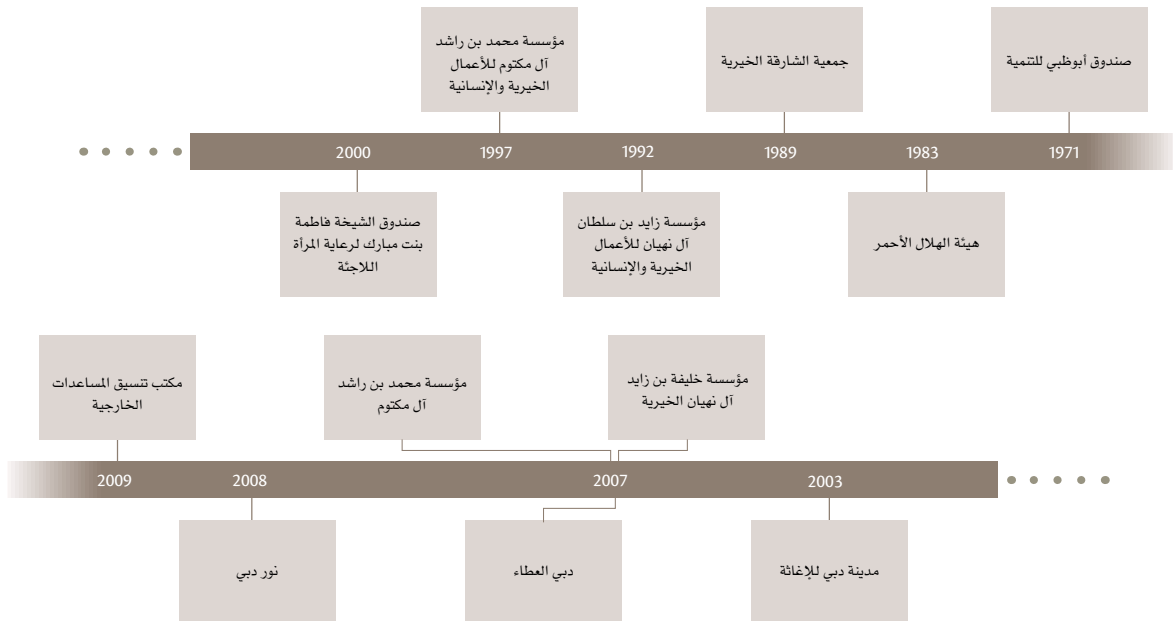 1971
صندوق أبوظبي للتنمية
1983
هيئة الهلال الأحمر
1989
جمعية الشارقة الخيرية
1992
مؤسسة زايد بن سلطان
آل نهيان للأعمال
الخيرية والإنسانية
1997
مؤسسة محمد بن راشد
آل مكتوم للأعمال
الخيرية والإنسانية
2000
صندوق الشيخة فاطمة
بنت مبارك لرعاية المرأة
اللاجئة
2003
مدينة دبي للإغاثة
2007
مؤسسة خليفة بن زايد
آل نهيان الخيرية
مؤسسة محمد بن راشد
آل مكتوم
دبي العطاء
2008
نور دبي
2009
مكتب تنسيق المساعدات
الخارجية